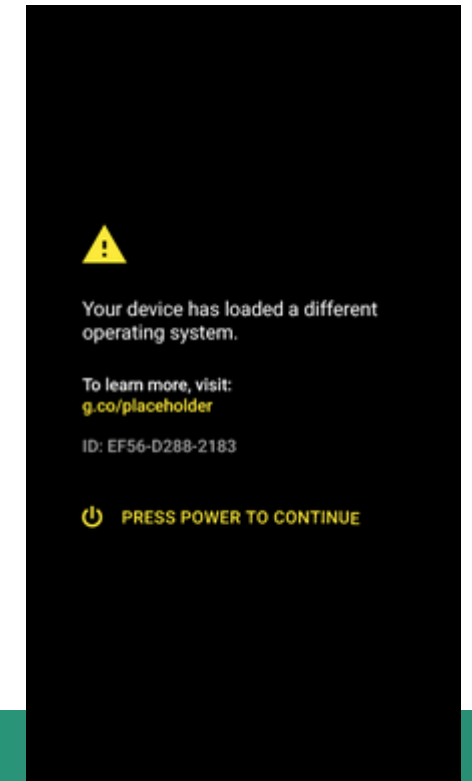 Your device has loaded a different
operating system.
To learn more, visit:
g.co/placeholder
ID: EF56-D288-2183
PRESS POWER TO CONTINUE